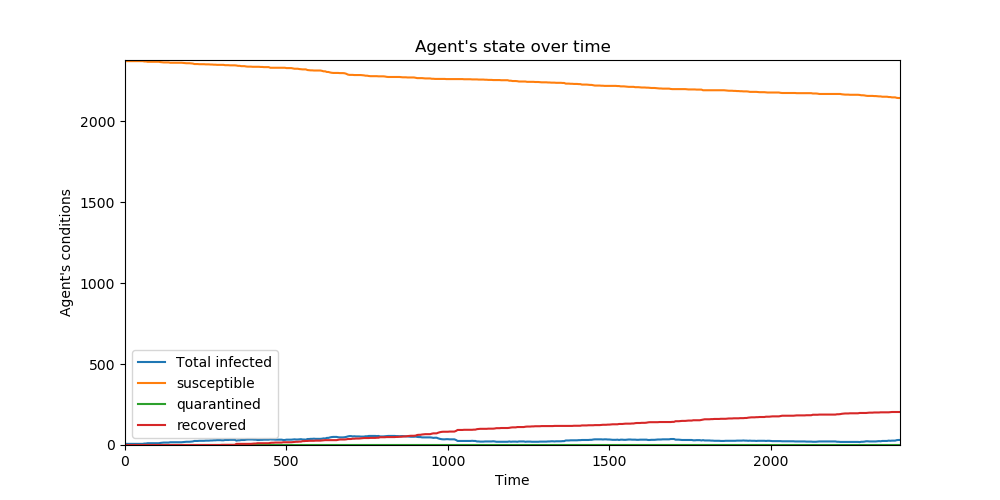 Agent's state over time
Agent's conditions
2000
1500
1000
500
0
Total infected
susceptible
quarantined
recovered
0
500
1000
1500
2000
Time